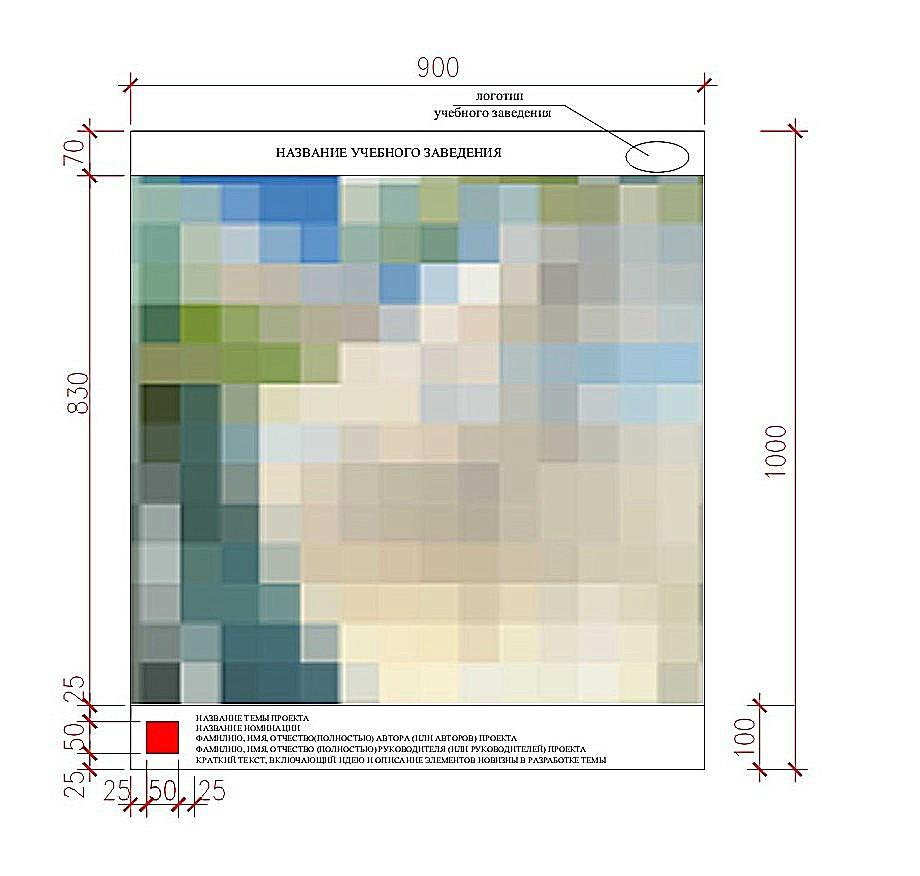 900
логотип
учебного заведения
70
НАЗВАНИЕ УЧЕБНОГО ЗАВЕДЕНИЯ
830
1000
25
50
25
100
НАЗВАНИЕ ТЕМЫ ПРОЕКТА
НАЗВАНИЕ НОМИНАЦИИ
ФАМИЛИЮ, ИМЯ, ОТЧЕСТВО(ПОЛНОСТЬЮ) АВТОРА (ИЛИ АВТОРОВ) ПРОЕКТА
ФАМИЛИЮ, ИМЯ, ОТЧЕСТВО (ПОЛНОСТЬЮ) РУКОВОДИТЕЛЯ (ИЛИ РУКОВОДИТЕЛЕЙ) ПРОЕКТА
КРАТКИЙ ТЕКСТ, ВКЛЮЧАЮЩИЙ ИДЕЮ И ОПИСАНИЕ ЭЛЕМЕНТОВ НОВИЗНЫ В РАЗРАБОТКЕ ТЕМЫ
25 50 25